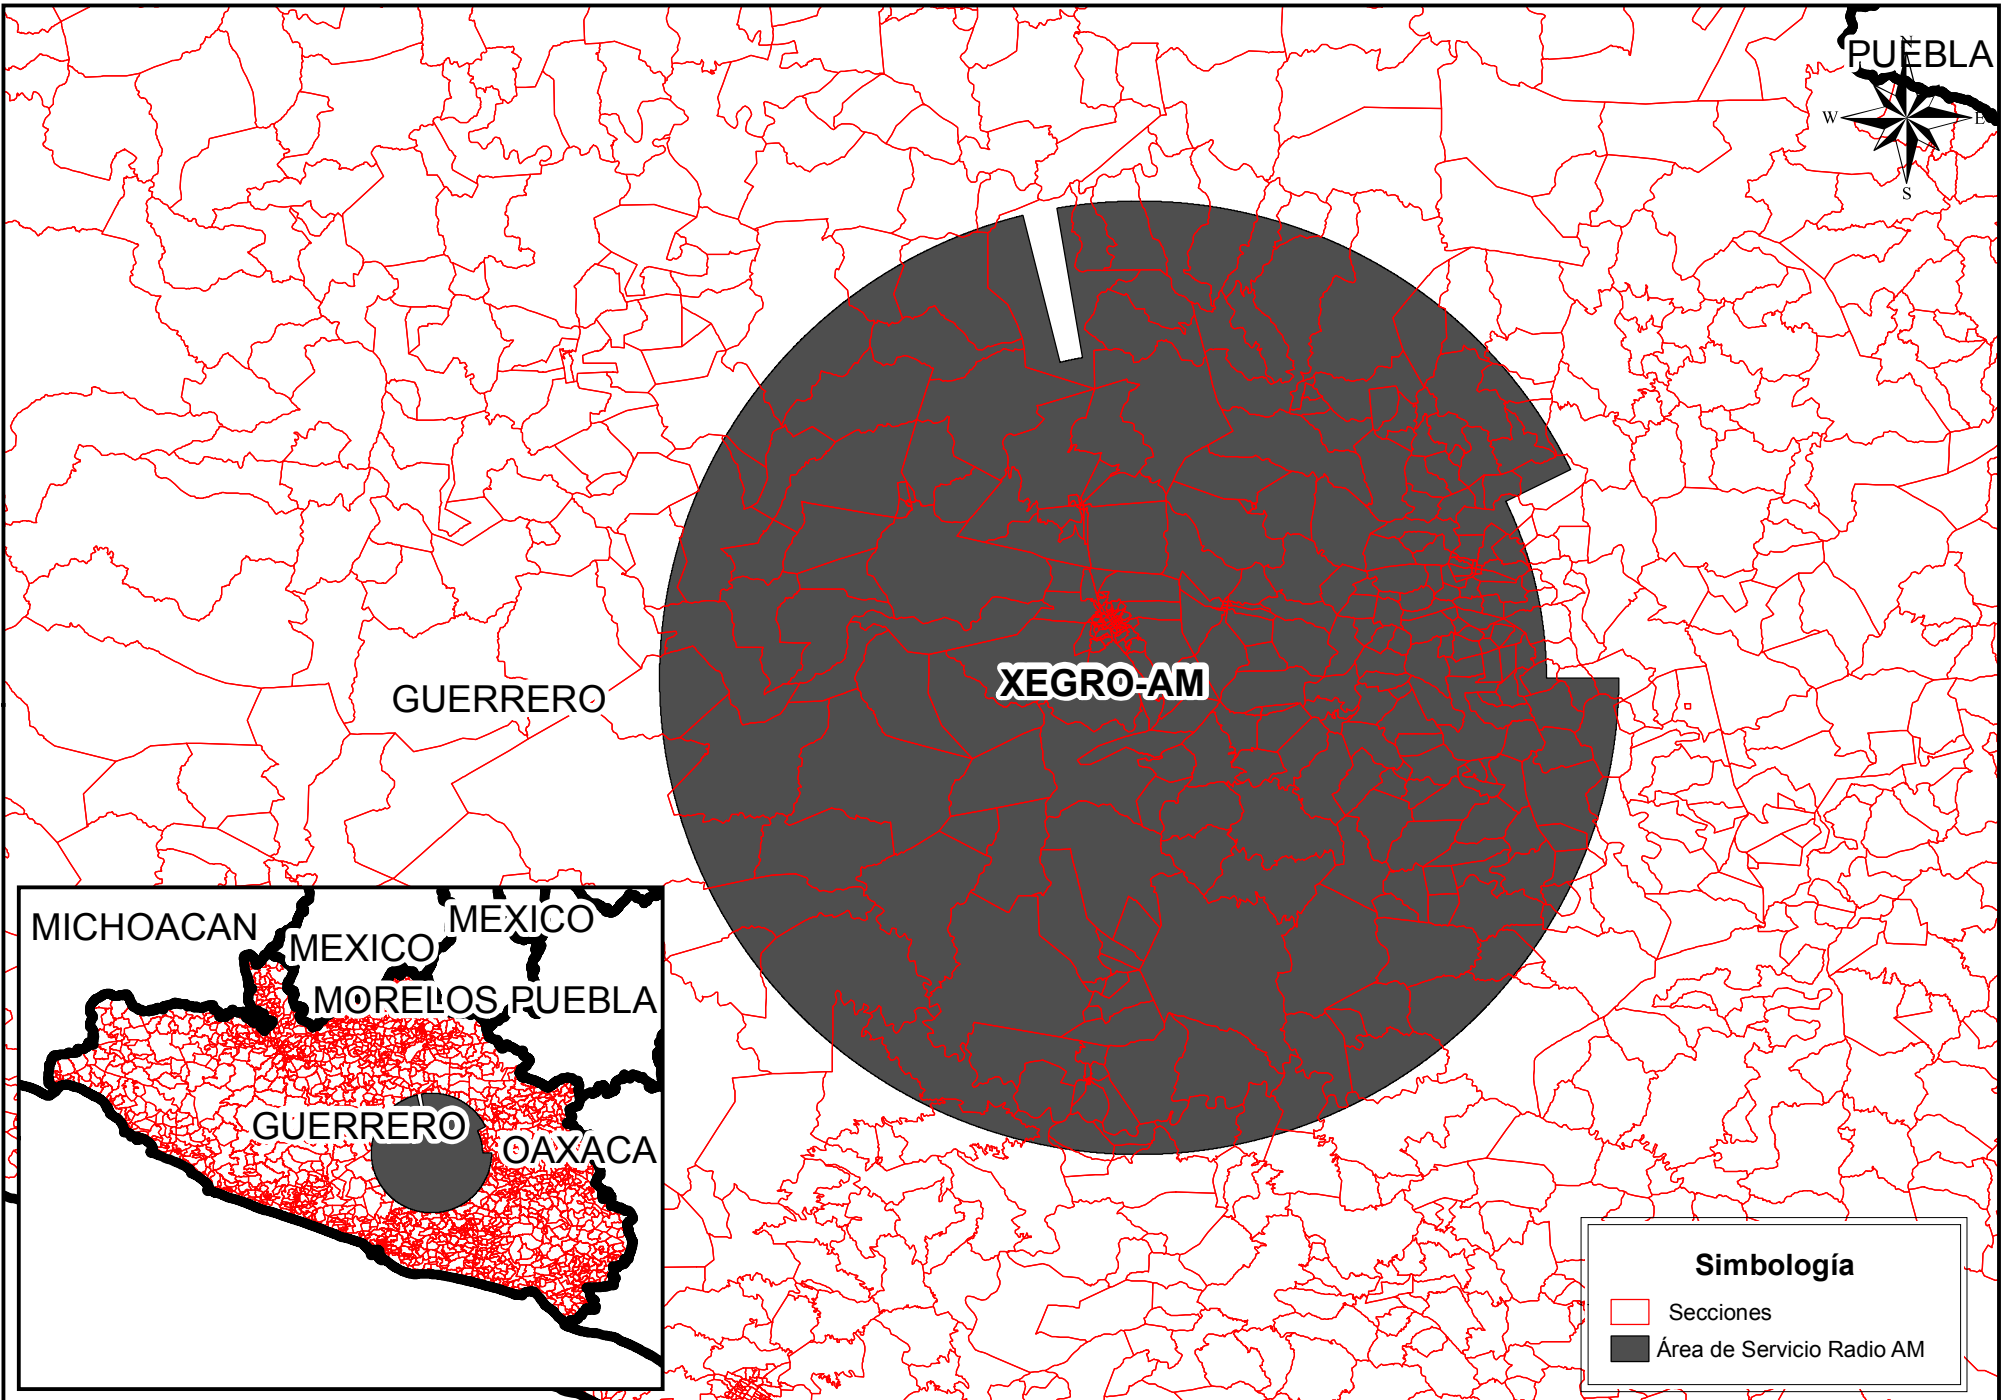 PUEBLA
N
W
E
S
GUERRERO
XEGRO-AM
MICHOACAN
MEXICO
MEXICO
MORELOS
PUEBLA
GUERRERO
OAXACA
Simbología
Secciones
Área de Servicio Radio AM